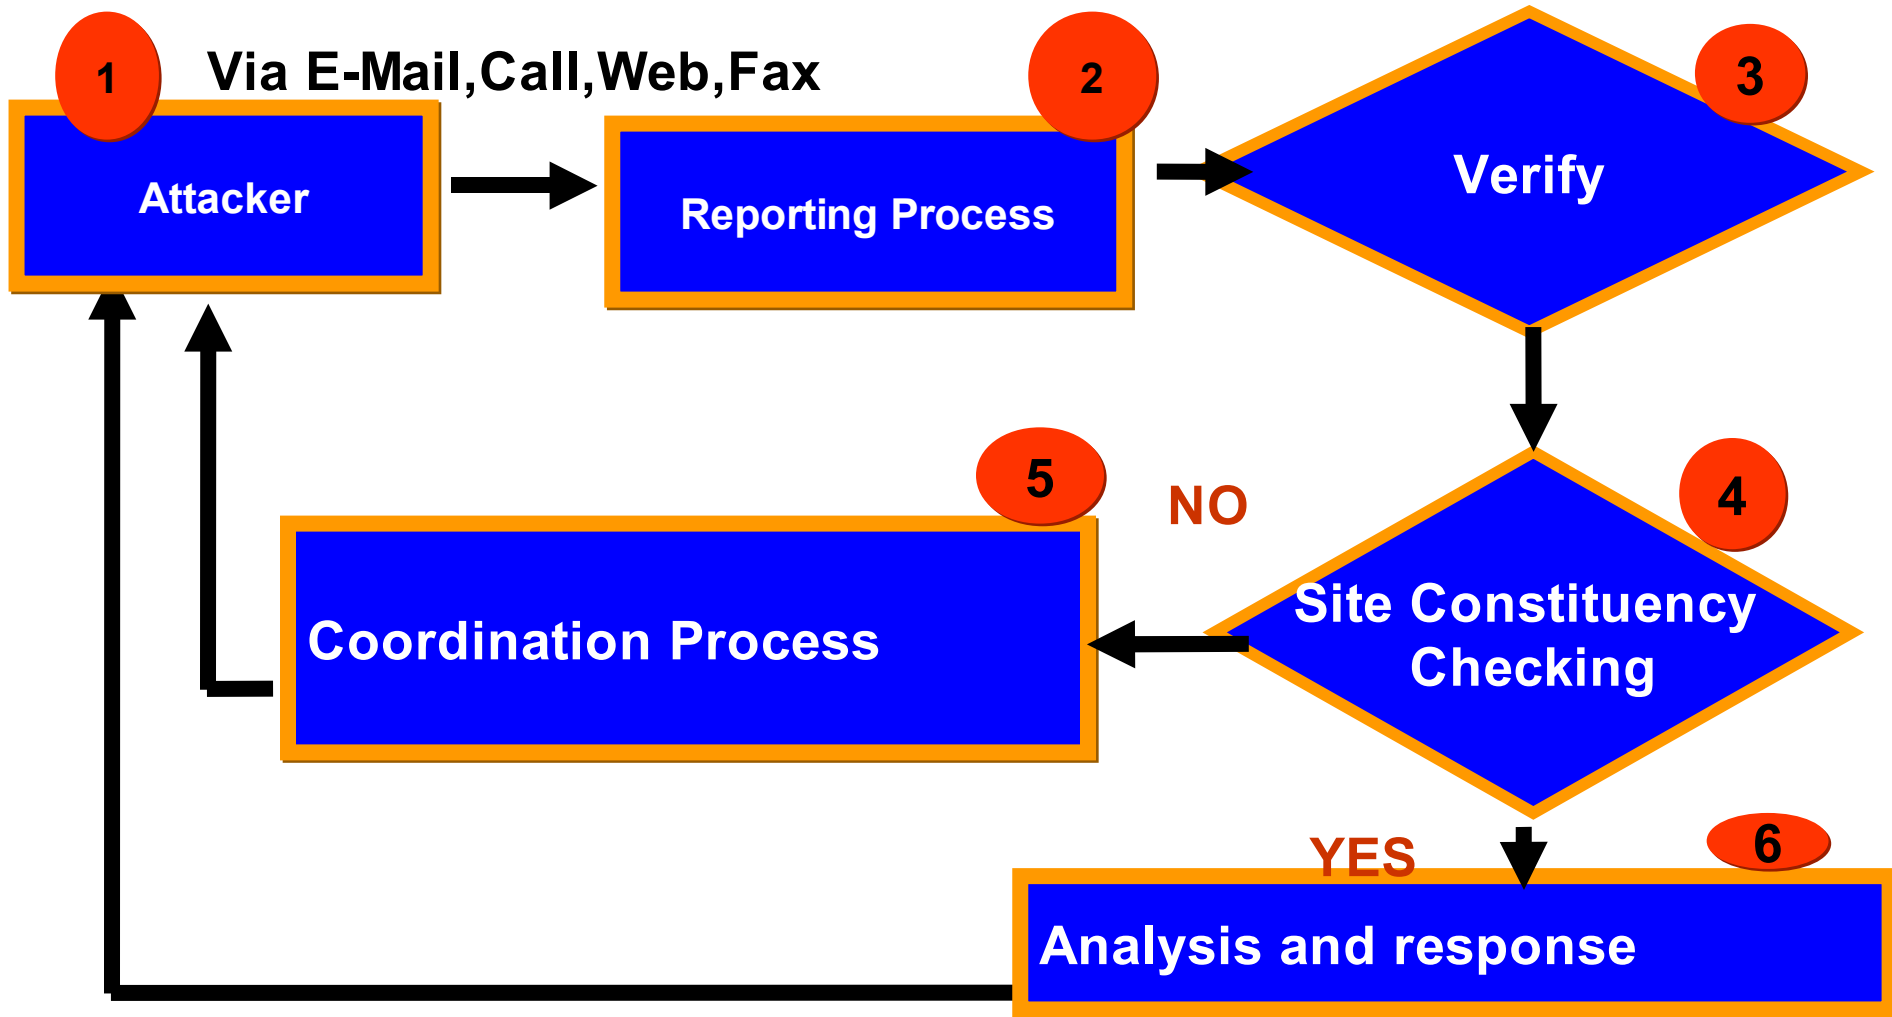 1
Via E-Mail,Call,Web,Fax
2
3
Attacker
Reporting Process
Verify
5
NO
4
Coordination Process
Site Constituency
Checking
YES
6
Analysis and response